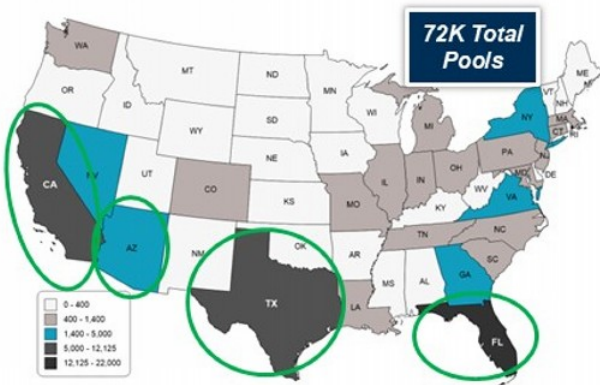 72K Total
Pools
WA
OR
CA
NV
ID
MT
WY
UT
AZ
CO
NM
ND
SD
NE
KS
OK
TX
MN
IA
MO
AR
LA
WI
IL
MI
IN
OH
KY
TN
MS
AL
GA
FL
SC
NC
VA
WV
PA
NY
VT
NH
ME
MA
RI
CT
NJ
DE
MD
0 - 400
400 - 1,400
1,400 - 5,000
5,000 - 12,125
12,125 - 22,000